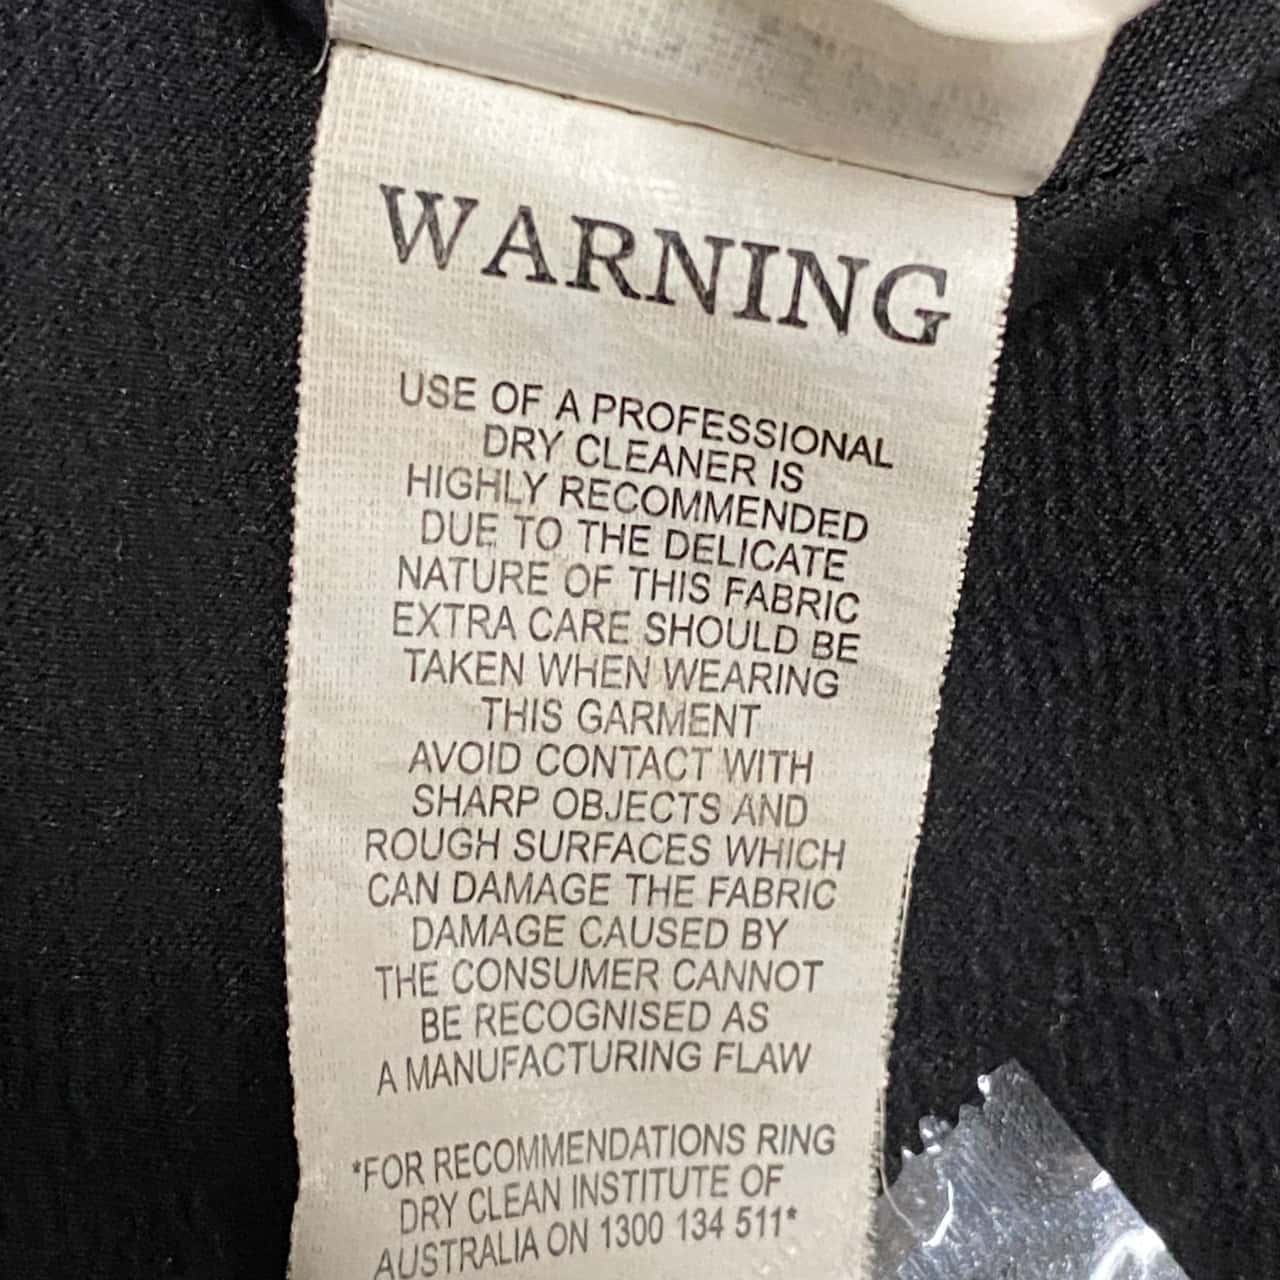 WARNING
USE OF A PROFESSIONAL
DRY CLEANER IS
HIGHLY RECOMMENDED
DUE TO THE DELICATE
NATURE OF THIS FABRIC
EXTRA CARE SHOULD BE
TAKEN WHEN WEARING
THIS GARMENT
AVOID CONTACT WITH
SHARP OBJECTS AND
ROUGH SURFACES WHICH
CAN DAMAGE THE FABRIC
DAMAGE CAUSED BY
THE CONSUMER CANNOT
BE RECOGNISED AS
A MANUFACTURING FLAW
*FOR RECOMMENDATIONS RING
DRY CLEAN INSTITUTE OF
AUSTRALIA ON 1300 134 511*